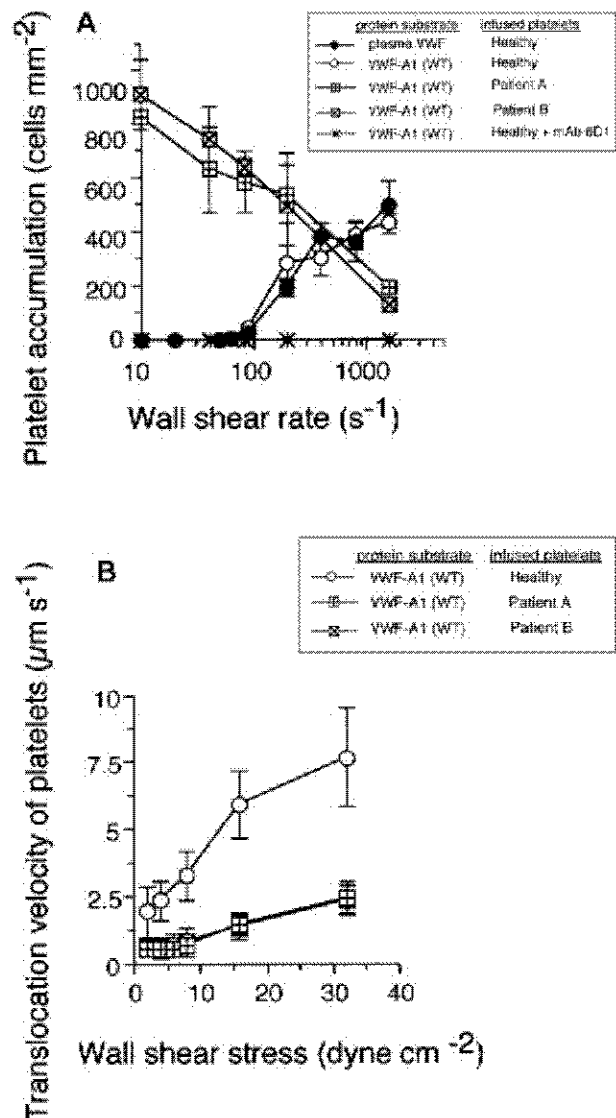 A
protein substrate infused platelets
plasma VWF Healthy
VWF-A1 (WT) Healthy
VWF-A1 (WT) Patient A
VWF-A1 (WT) Patient B
VWF-A1 (WT) Healthy + mAb 6D1
Platelet accumulation (cells mm-2)
1000
800
600
400
200
0
10 100 1000
Wall shear rate (s-1)
B
protein substrate infused platelets
VWF-A1 (WT) Healthy
VWF-A1 (WT) Patient A
VWF-A1 (WT) Patient B
Translocation velocity of platelets (μm s-1)
10
7.5
5
2.5
0
0 10 20 30 40
Wall shear stress (dyne cm -2)